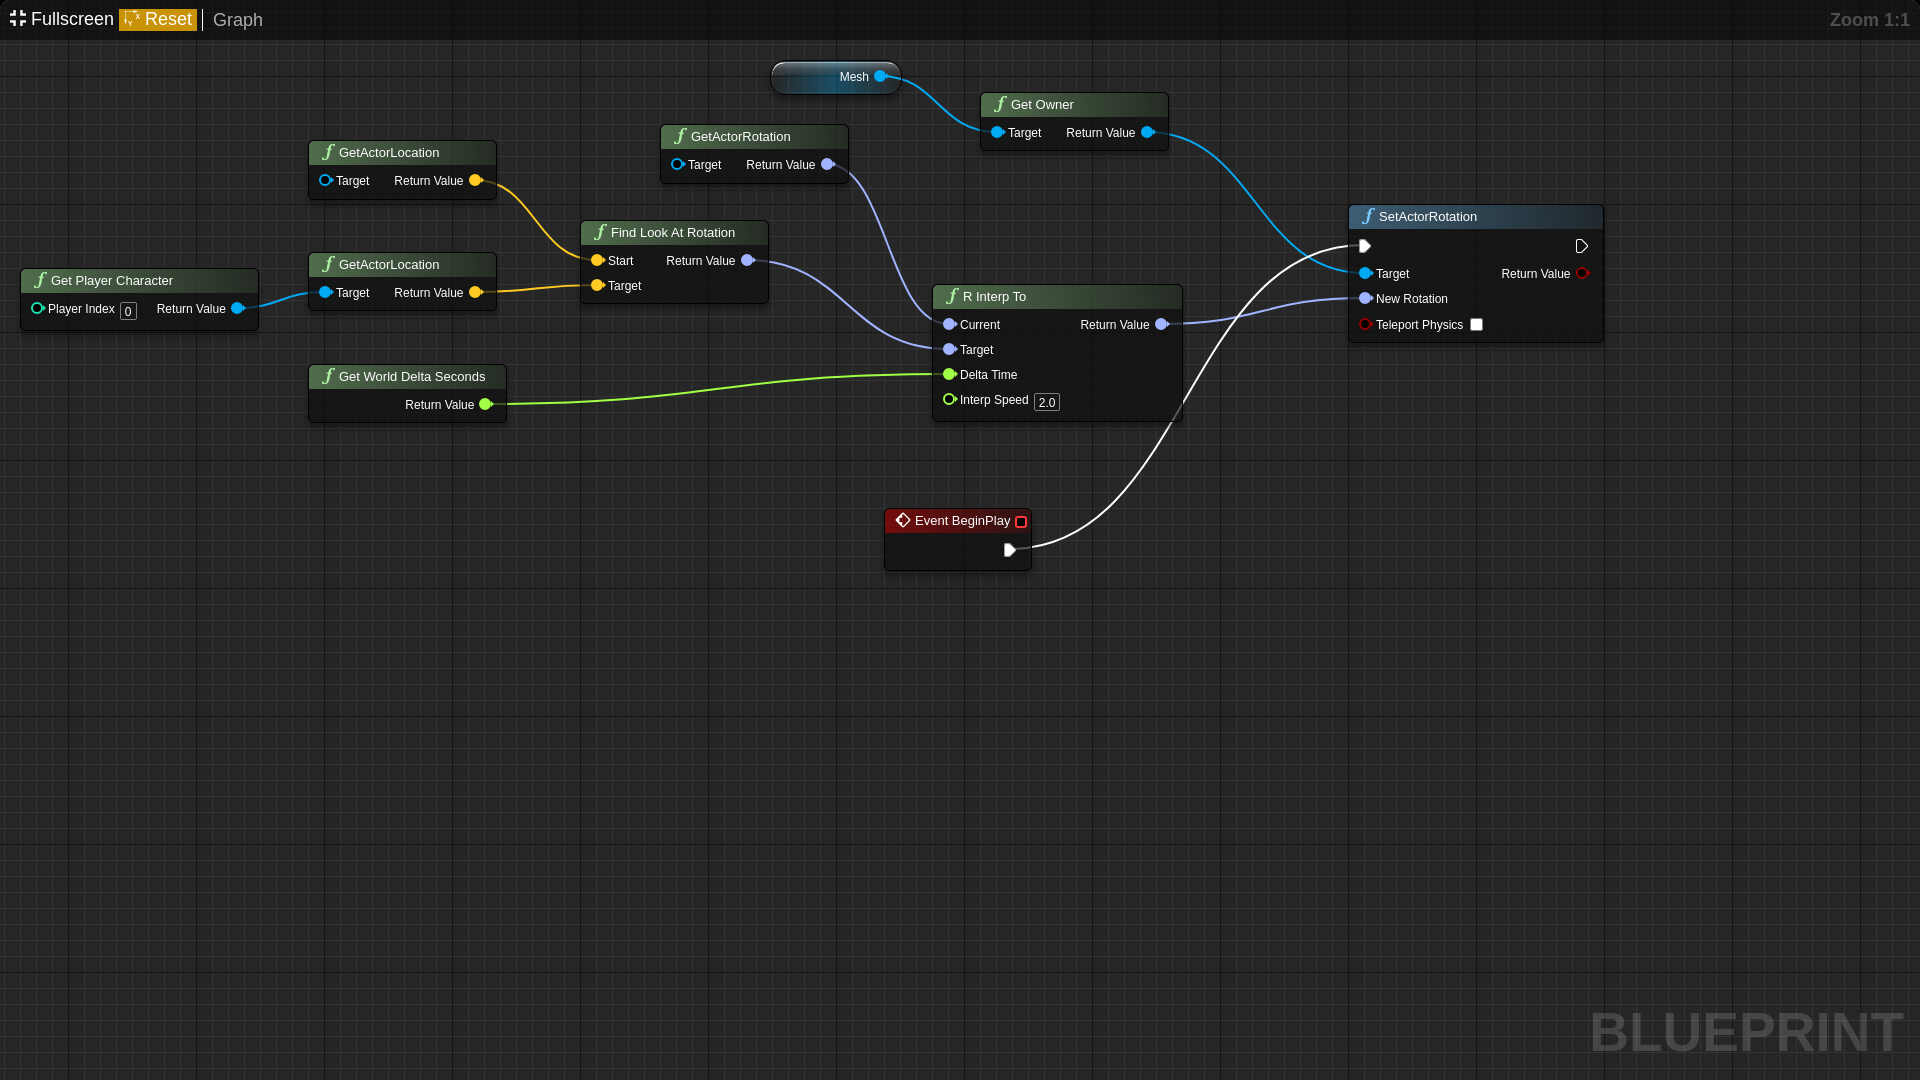 Fullscreen Reset Graph Zoom 1:1
Mesh
Get Owner
Target Return Value
GetActorRotation
Target Return Value
GetActorLocation
Target Return Value
SetActorRotation
Target Return Value
New Rotation
Teleport Physics
Find Look At Rotation
Start Return Value
Target
GetActorLocation
Target Return Value
Get Player Character
Player Index 0 Return Value
R Interp To
Current Return Value
Target
Delta Time
Interp Speed 2.0
Get World Delta Seconds
Return Value
Event BeginPlay
BLUEPRINT